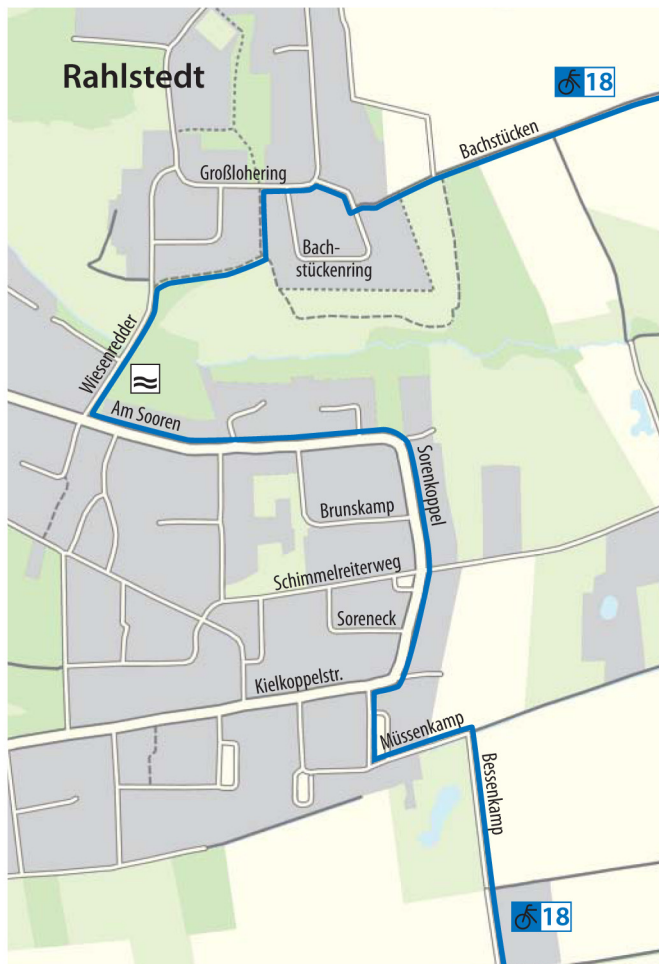 Rahlstedt
18
Bachstücken
Großlohering
Bach-
stückenring
Wiesenredder
Am Sooren
Sorenkoppel
Brunskamp
Schimmelreiterweg
Soreneck
Kielkoppelstr.
Müssenkamp
Bessenkamp
18